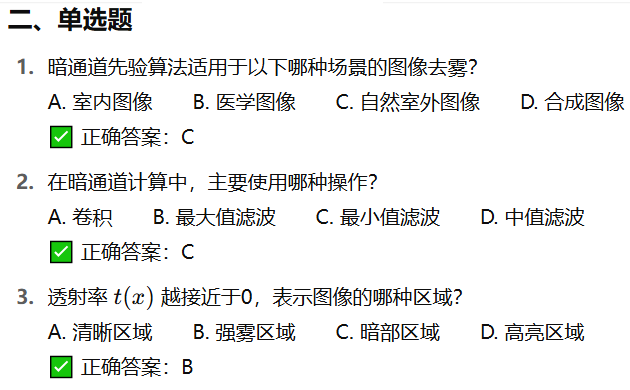 二、单选题
1. 暗通道先验算法适用于以下哪种场景的图像去雾？
A. 室内图像 B. 医学图像 C. 自然室外图像 D. 合成图像
✅ 正确答案：C
2. 在暗通道计算中，主要使用哪种操作？
A. 卷积 B. 最大值滤波 C. 最小值滤波 D. 中值滤波
✅ 正确答案：C
3. 透射率 t(x) 越接近于0，表示图像的哪种区域？
A. 清晰区域 B. 强雾区域 C. 暗部区域 D. 高亮区域
✅ 正确答案：B